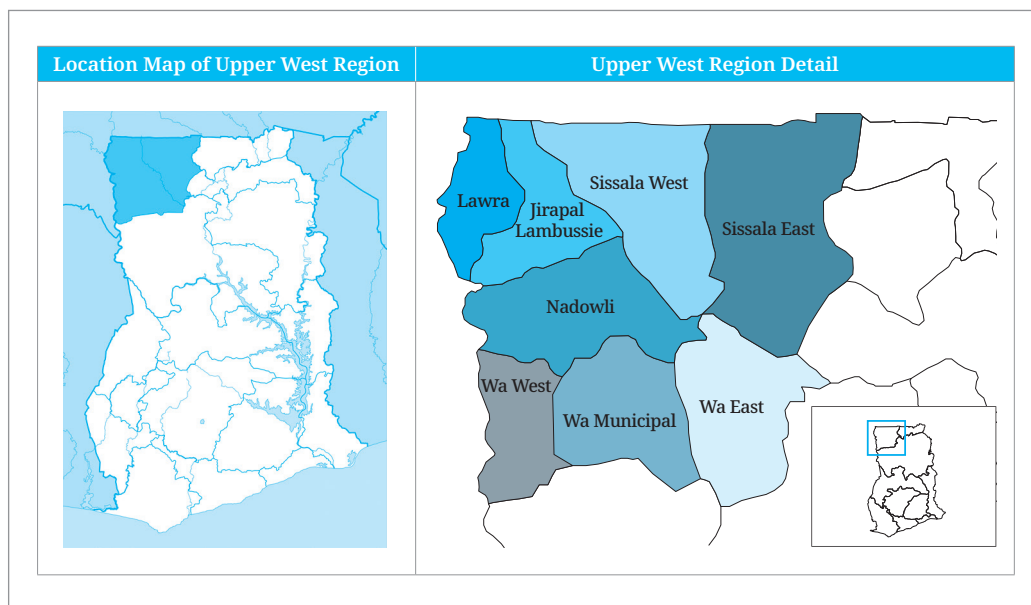 Location Map of Upper West Region
Upper West Region Detail
Sissala West
Lawra
Jirapal
Lambussie
Sissala East
Nadowli
Wa West
Wa Municipal
Wa East